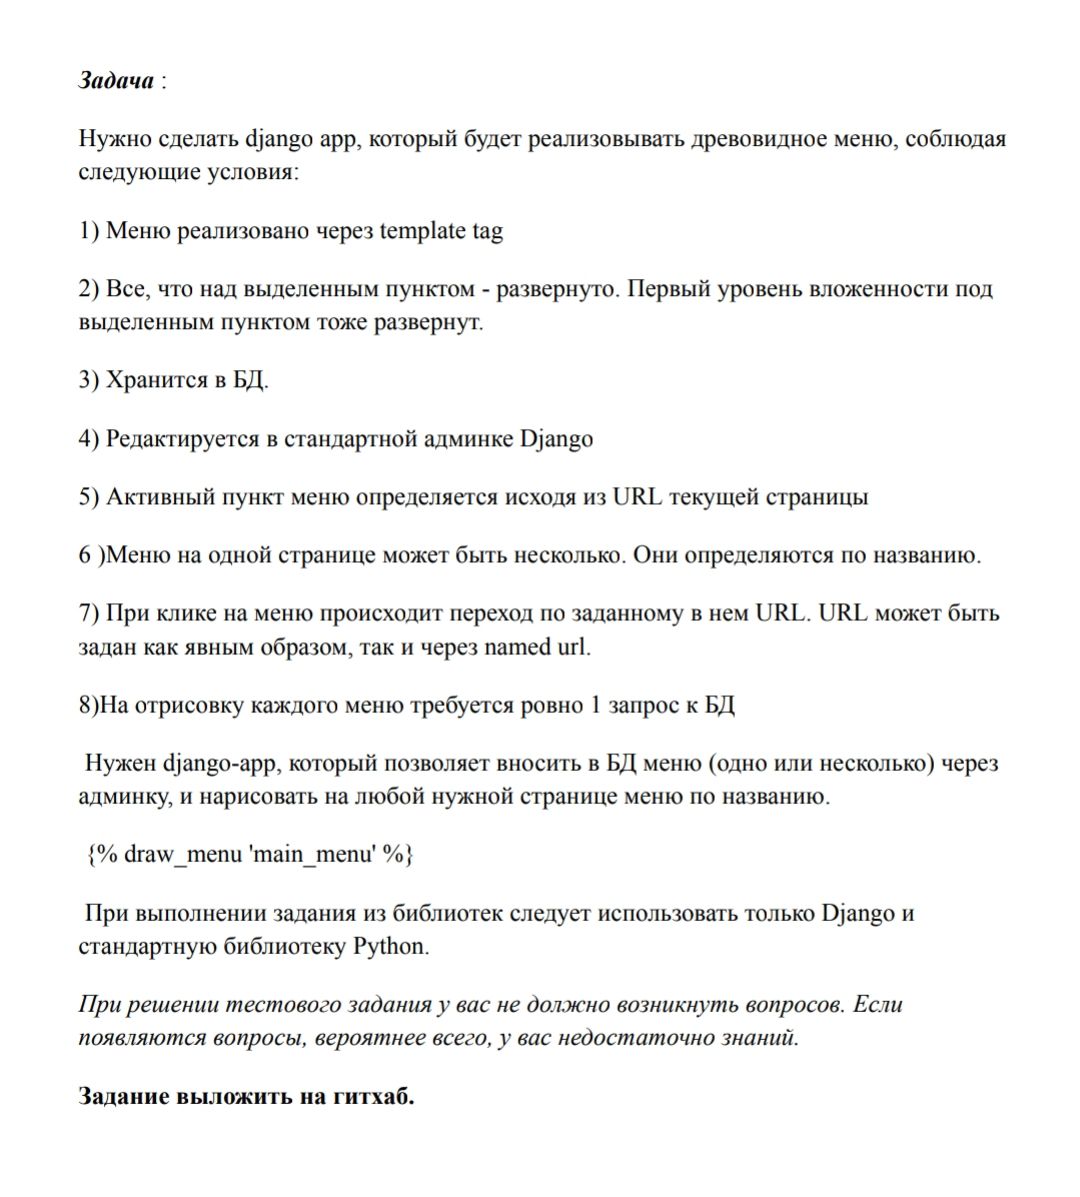 Задача :
Нужно сделать django app, который будет реализовывать древовидное меню, соблюдая
следующие условия:
1) Меню реализовано через template tag
2) Все, что над выделенным пунктом - развернуто. Первый уровень вложенности под
выделенным пунктом тоже развернут.
3) Хранится в БД.
4) Редактируется в стандартной админке Django
5) Активный пункт меню определяется исходя из URL текущей страницы
6 )Меню на одной странице может быть несколько. Они определяются по названию.
7) При клике на меню происходит переход по заданному в нем URL. URL может быть
задан как явным образом, так и через named url.
8)На отрисовку каждого меню требуется ровно 1 запрос к БД
Нужен django-app, который позволяет вносить в БД меню (одно или несколько) через
админку, и нарисовать на любой нужной странице меню по названию.
{% draw_menu 'main_menu' %}
При выполнении задания из библиотек следует использовать только Django и
стандартную библиотеку Python.
При решении тестового задания у вас не должно возникнуть вопросов. Если
появляются вопросы, вероятнее всего, у вас недостаточно знаний.
Задание выложить на гитхаб.